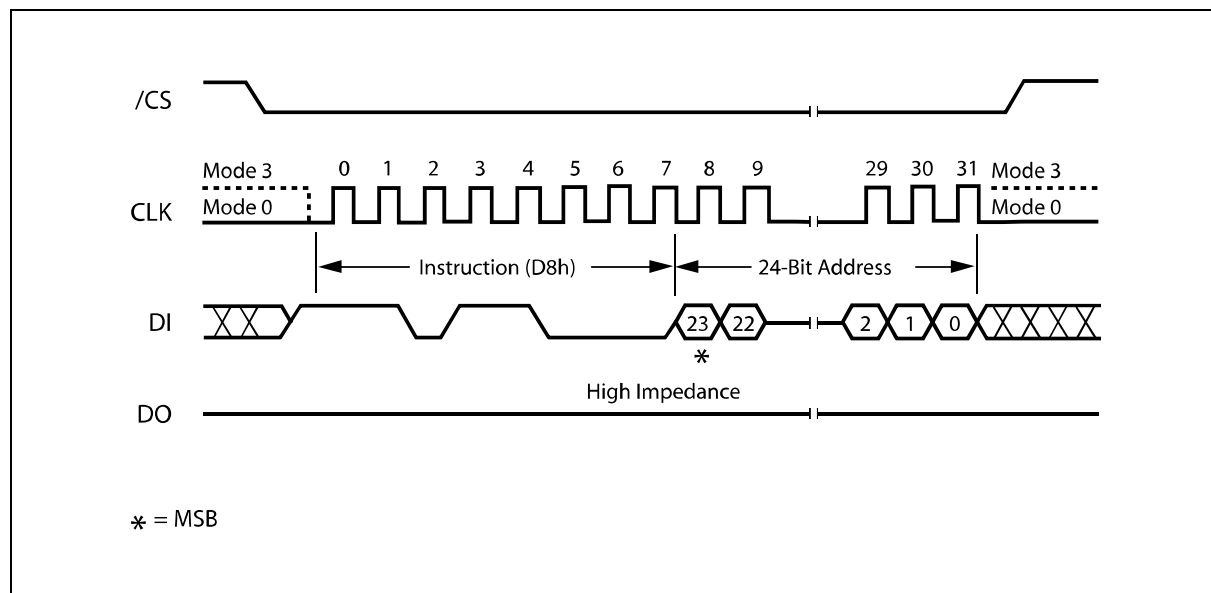 /CS
Mode 3 0 1 2 3 4 5 6 7 8 9 29 30 31 Mode 3
CLK Mode 0 Mode 0
Instruction (D8h) 24-Bit Address
DI 23 22 2 1 0
*
High Impedance
DO
* = MSB